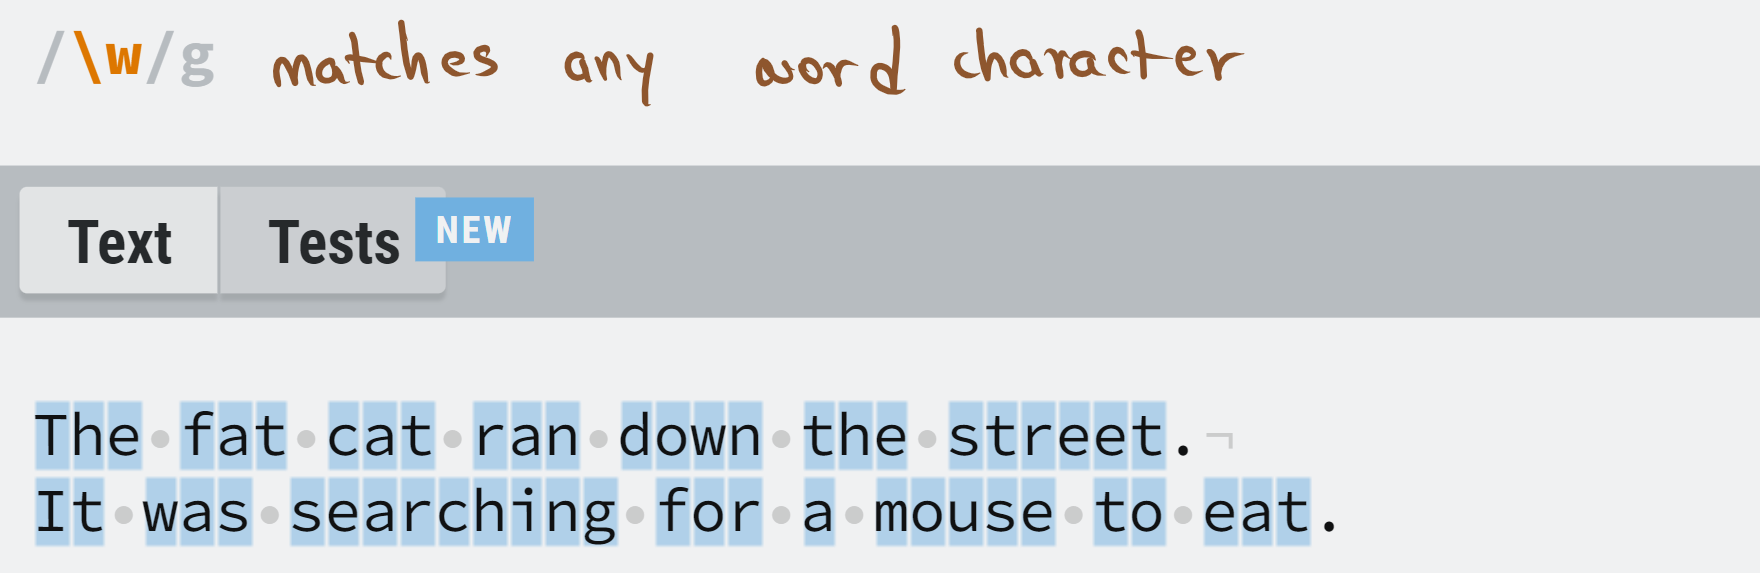 /\w/g matches any word character
Text Tests NEW
The fat cat ran down the street.
It was searching for a mouse to eat.